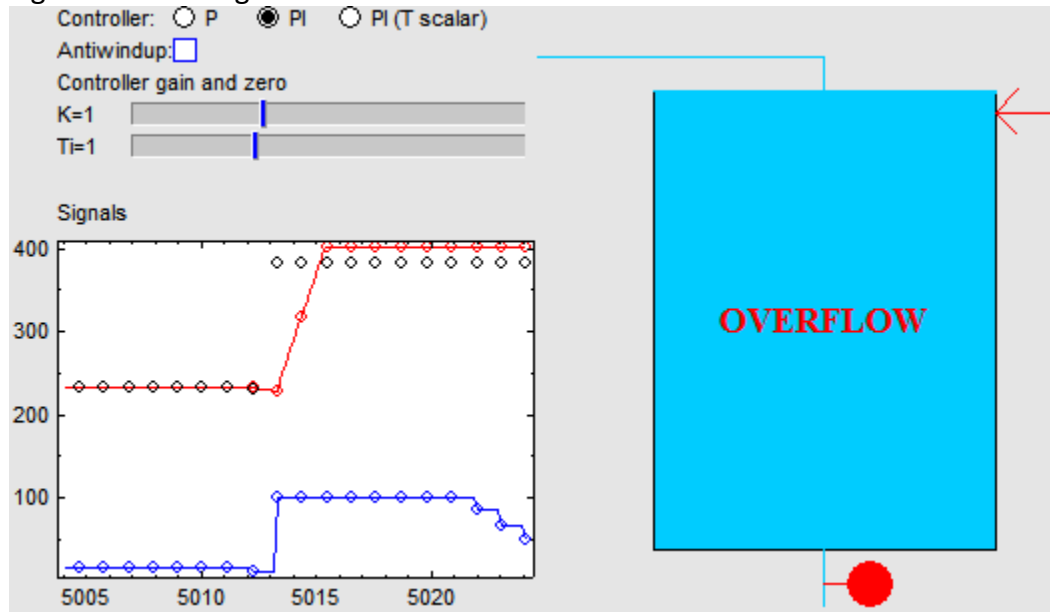 Controller: P PI PI (T scalar)
Antiwindup:
Controller gain and zero
K=1
Ti=1
Signals
400
300
200
100
5005 5010 5015 5020
OVERFLOW